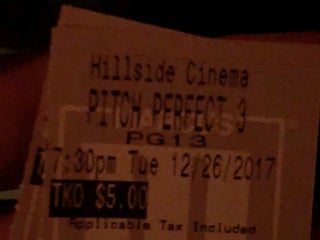 Hillside Cinema
PITCH PERFECT 3
PG13
7:30pm Tue 12/26/2017
TKO $5.00
Applicable Tax Included